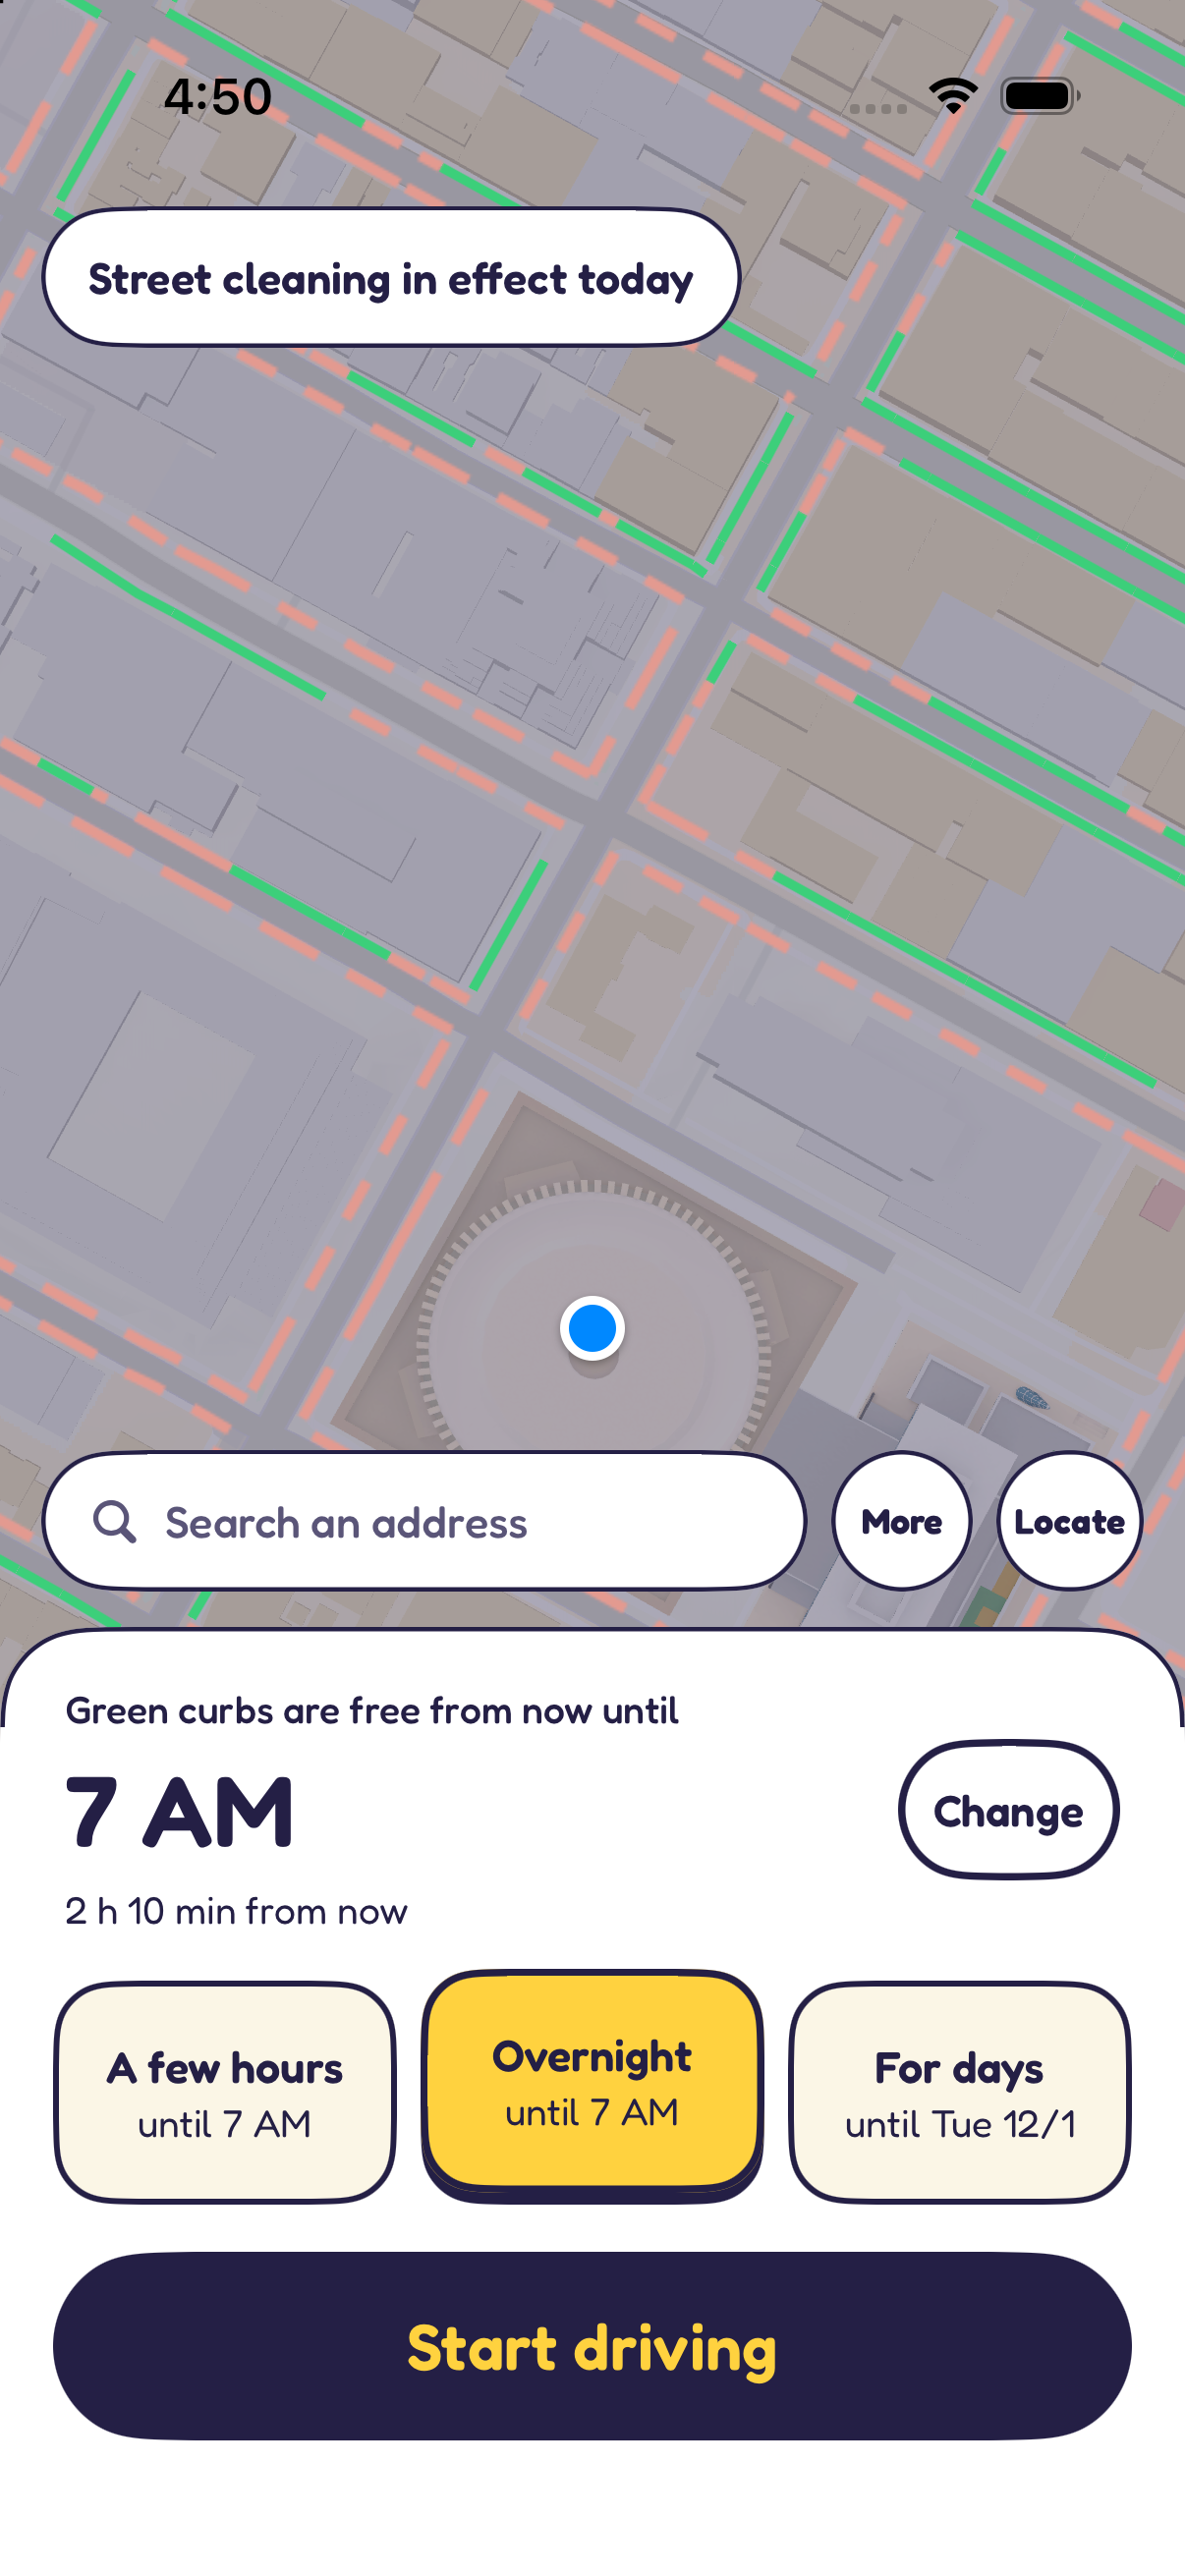 4:50
Street cleaning in effect today
Search an address
More
Locate
Green curbs are free from now until
7 AM
Change
2 h 10 min from now
A few hours
until 7 AM
Overnight
until 7 AM
For days
until Tue 12/1
Start driving